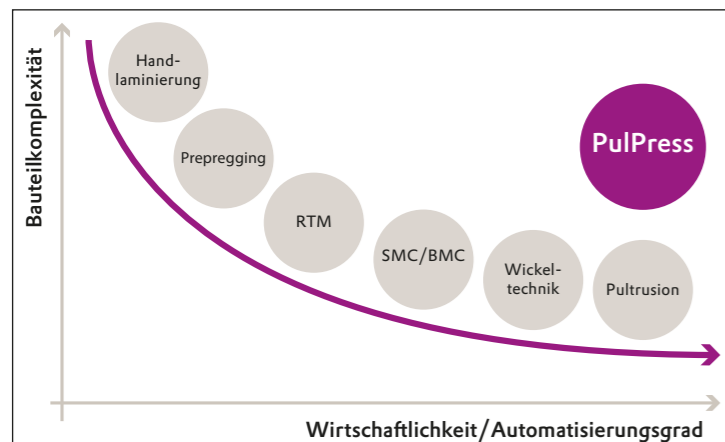 Bauteilkomplexität
Hand-
laminierung
Prepregging
RTM
SMC/BMC
Wickel-
technik
Pultrusion
PulPress
Wirtschaftlichkeit/Automatisierungsgrad